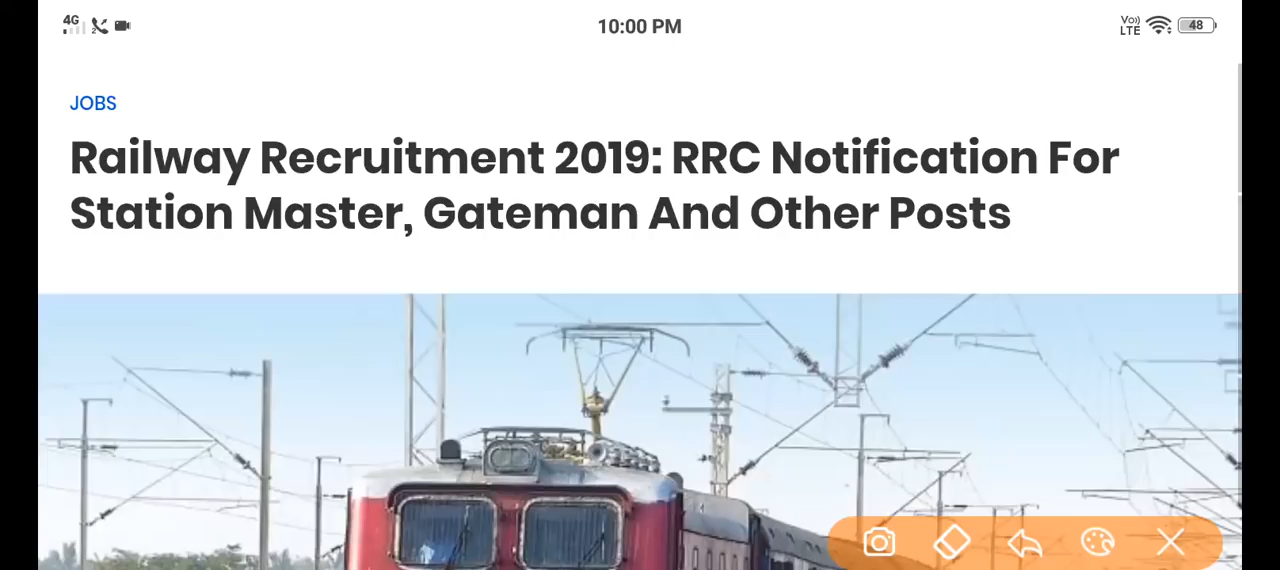 4G
2
10:00 PM
Vo))
LTE
48
JOBS
Railway Recruitment 2019: RRC Notification For
Station Master, Gateman And Other Posts